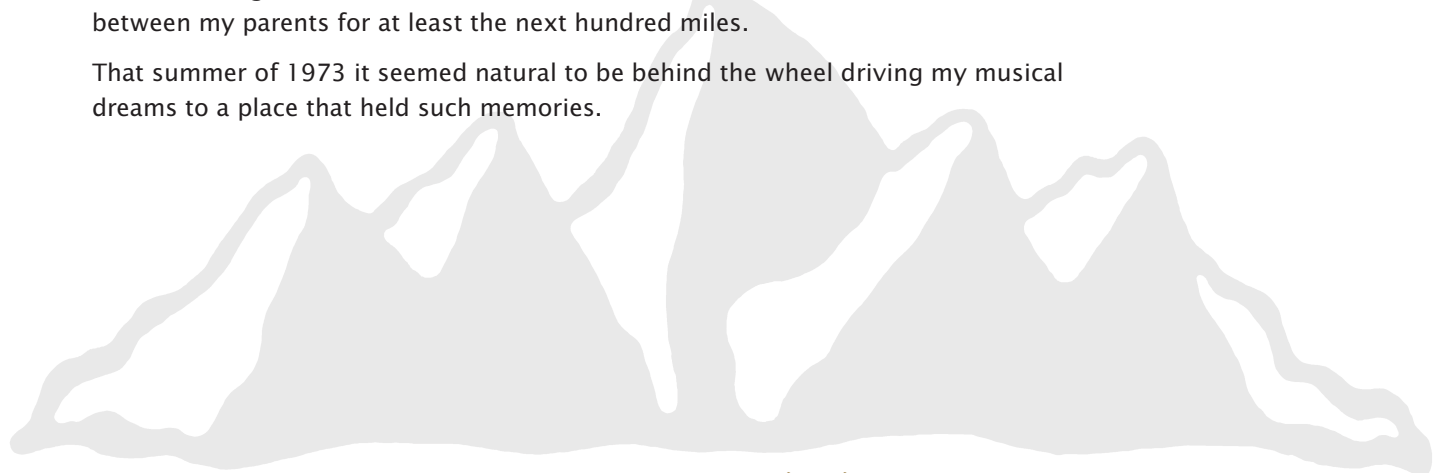 between my parents for at least the next hundred miles.
That summer of 1973 it seemed natural to be behind the wheel driving my musical
dreams to a place that held such memories.